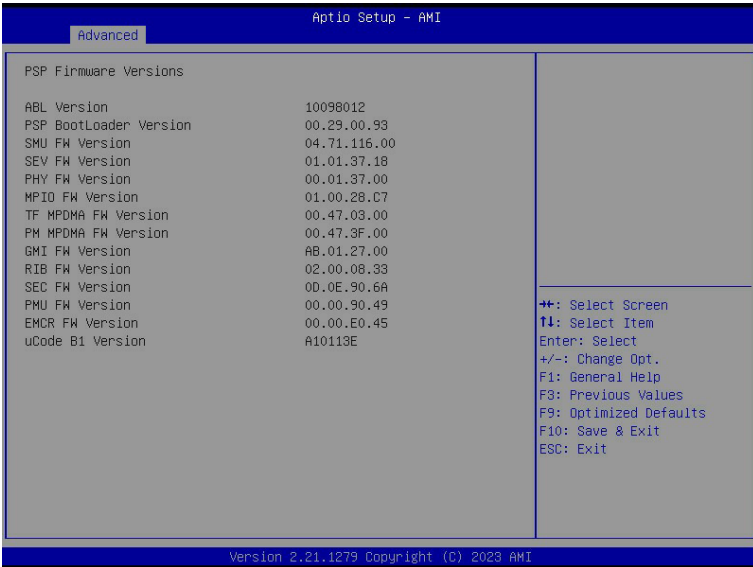 Aptio Setup – AMI
Advanced
PSP Firmware Versions
ABL Version 10098012
PSP BootLoader Version 00.29.00.93
SMU FW Version 04.71.116.00
SEV FW Version 01.01.37.18
PHY FW Version 00.01.37.00
MPIO FW Version 01.00.28.C7
TF MPDMA FW Version 00.47.03.00
PM MPDMA FW Version 00.47.3F.00
GMI FW Version AB.01.27.00
RIB FW Version 02.00.08.33
SEC FW Version 0D.0E.90.6A
PMU FW Version 00.00.90.49
EMCR FW Version 00.00.E0.45
uCode B1 Version A10113E
→←: Select Screen
↑↓: Select Item
Enter: Select
+/-: Change Opt.
F1: General Help
F3: Previous Values
F9: Optimized Defaults
F10: Save & Exit
ESC: Exit
Version 2.21.1279 Copyright (C) 2023 AMI